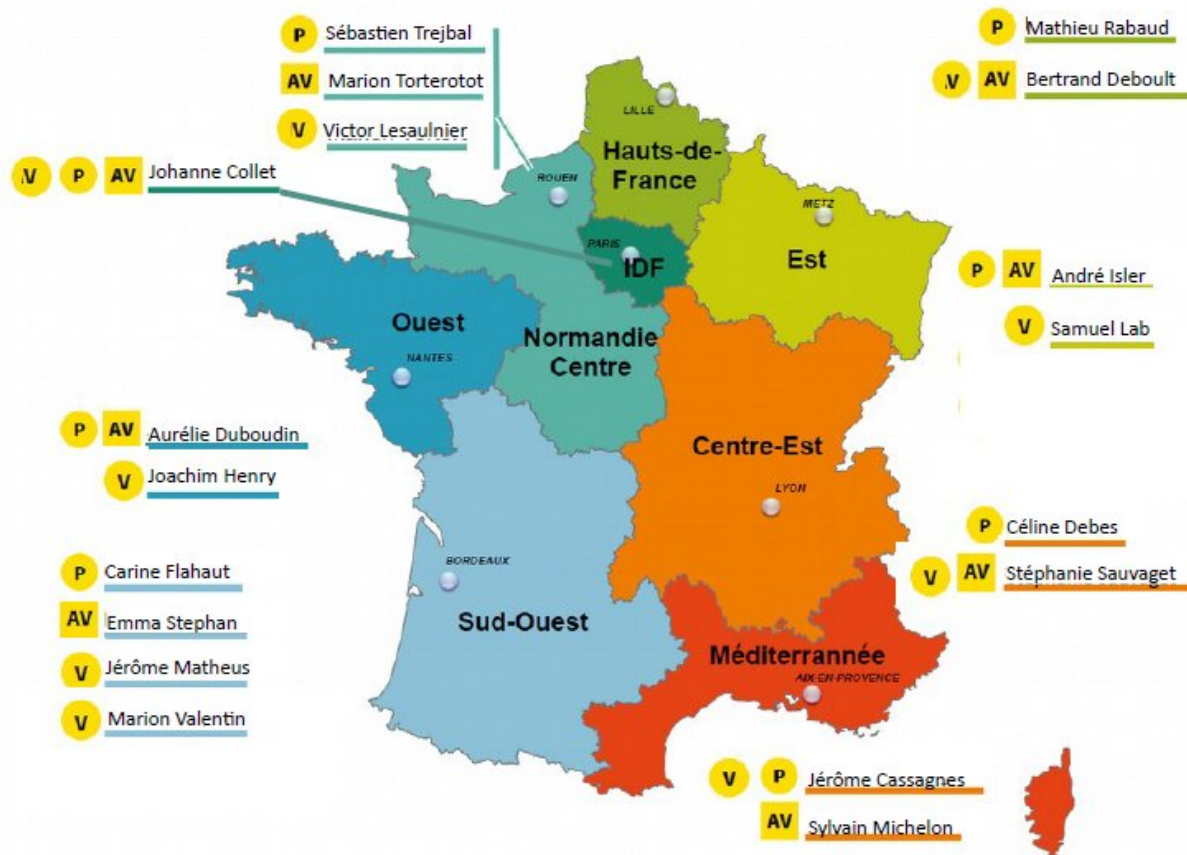 P Sébastien Trejbal
AV Marion Torterotot
V Victor Lesaulnier
P Mathieu Rabaud
V AV Bertrand Deboult
V P AV Johanne Collet
LILLE
Hauts-de-
France
ROUEN
METZ
PARIS
IDF
Est
P AV André Isler
V Samuel Lab
Ouest
NANTES
Normandie
Centre
P AV Aurélie Duboudin
V Joachim Henry
Centre-Est
LYON
P Céline Debes
V AV Stéphanie Sauvaget
P Carine Flahaut
AV Emma Stephan
V Jérôme Matheus
V Marion Valentin
BORDEAUX
Sud-Ouest
Méditerrannée
AIX-EN-PROVENCE
V P Jérôme Cassagnes
AV Sylvain Michelon